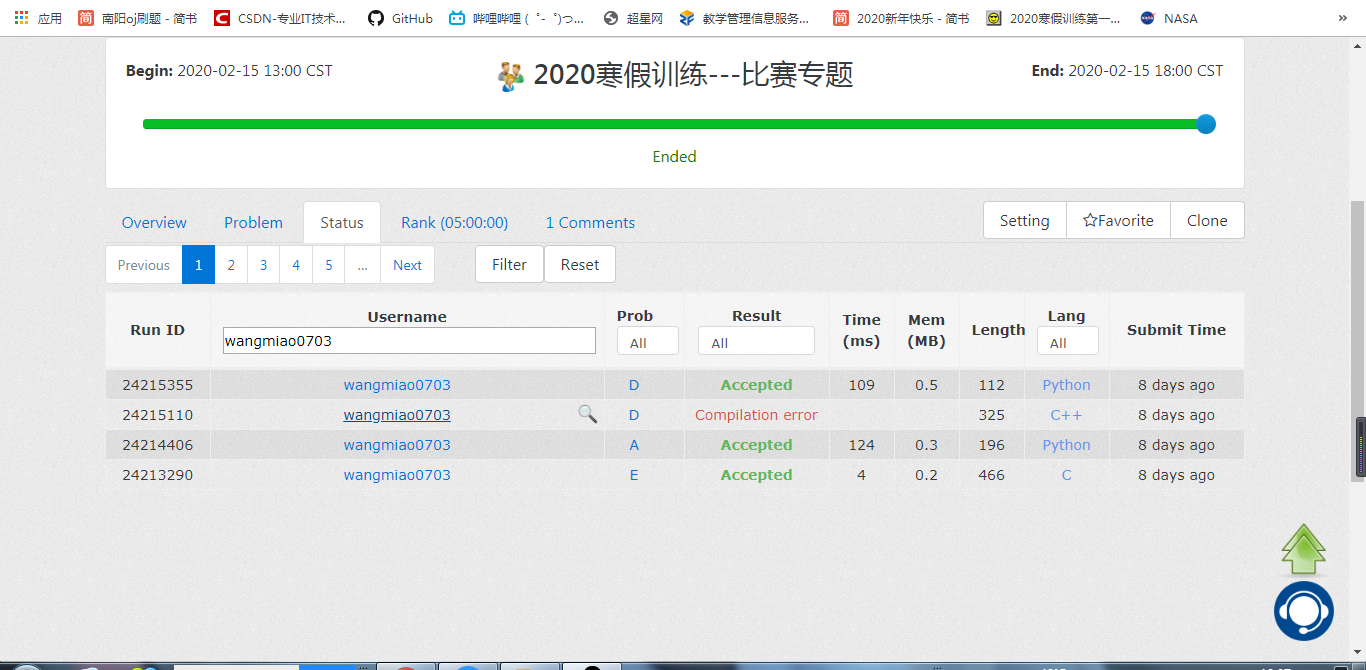 应用 简 南阳oj刷题 - 简书 C CSDN-专业IT技术... GitHub 哔哩哔哩 ( ゜- ゜)つ... 超星网 教学管理信息服务... 简 2020新年快乐 - 简书 2020寒假训练第一... NASA »
Begin: 2020-02-15 13:00 CST 2020寒假训练---比赛专题 End: 2020-02-15 18:00 CST
Ended
Overview Problem Status Rank (05:00:00) 1 Comments Setting ☆Favorite Clone
Previous 1 2 3 4 5 ... Next Filter Reset
Run ID Username Prob Result Time (ms) Mem (MB) Length Lang Submit Time
wangmiao0703 All All All
24215355 wangmiao0703 D Accepted 109 0.5 112 Python 8 days ago
24215110 wangmiao0703 D Compilation error 325 C++ 8 days ago
24214406 wangmiao0703 A Accepted 124 0.3 196 Python 8 days ago
24213290 wangmiao0703 E Accepted 4 0.2 466 C 8 days ago